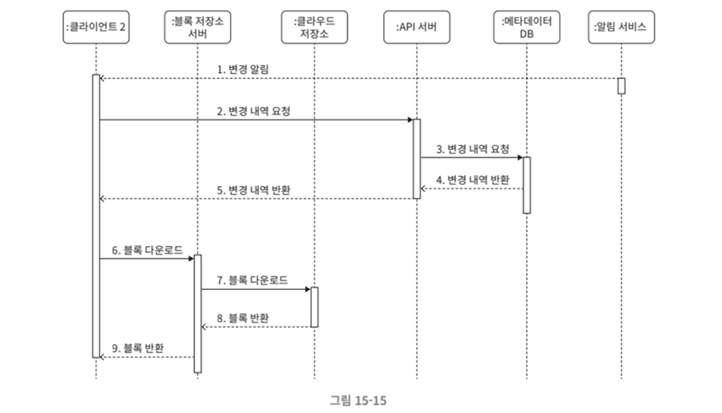 :클라이언트 2
:블록 저장소
서버
:클라우드
저장소
:API 서버
:메타데이터
DB
:알림 서비스
1. 변경 알림
2. 변경 내역 요청
3. 변경 내역 요청
4. 변경 내역 반환
5. 변경 내역 반환
6. 블록 다운로드
7. 블록 다운로드
8. 블록 반환
9. 블록 반환
그림 15-15